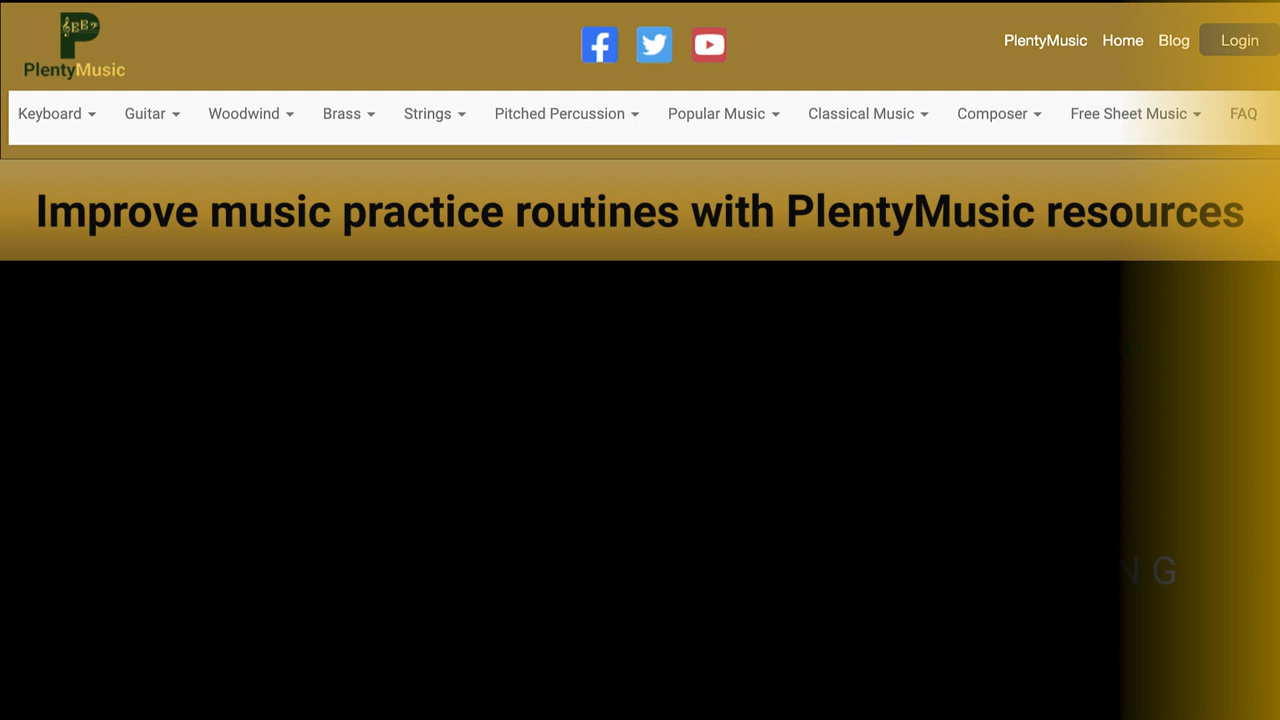 PlentyMusic
PlentyMusic Home Blog Login
Keyboard Guitar Woodwind Brass Strings Pitched Percussion Popular Music Classical Music Composer Free Sheet Music FAQ
Improve music practice routines with PlentyMusic resources
NG